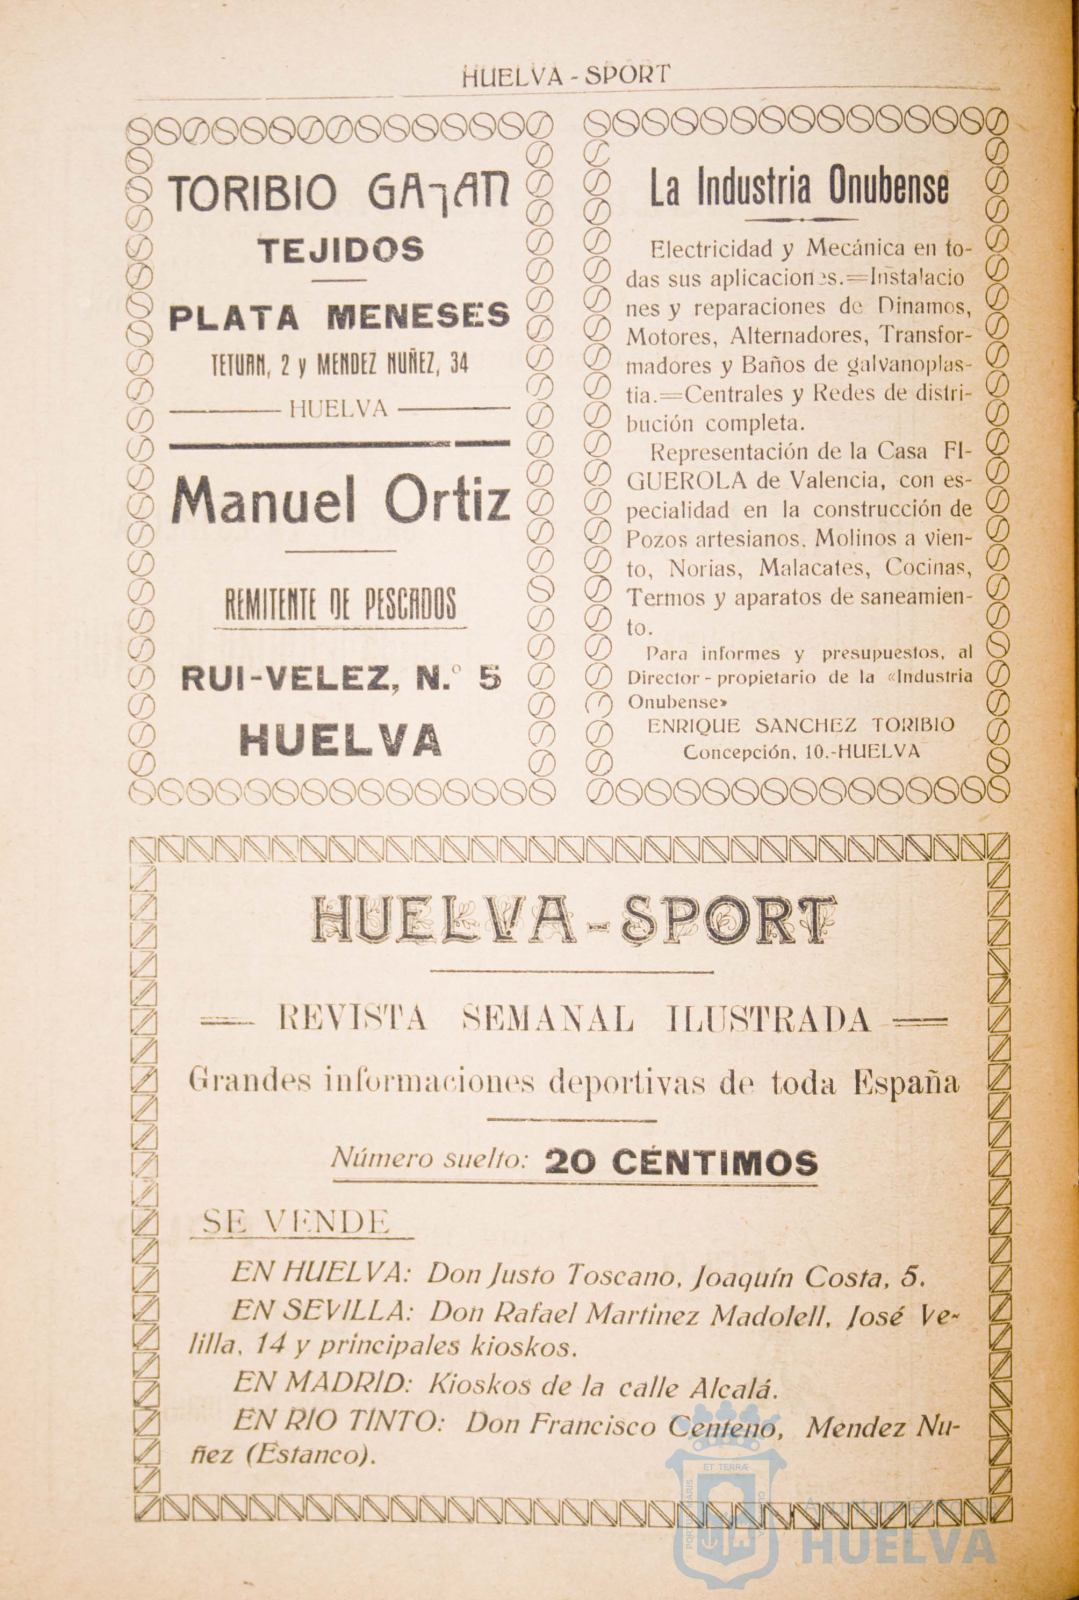 HUELVA - SPORT
TORIBIO GAJAN
TEJIDOS
PLATA MENESES
TETUAN, 2 y MENDEZ NUÑEZ, 34
HUELVA
Manuel Ortiz
REMITENTE DE PESCADOS
RUI-VELEZ, N.º 5
HUELVA
La Industria Onubense
Electricidad y Mecánica en to-
das sus aplicaciones.=Instalacio
nes y reparaciones de Dinamos,
Motores, Alternadores, Transfor-
madores y Baños de galvanoplas-
tia.=Centrales y Redes de distri-
bución completa.
Representación de la Casa FI-
GUEROLA de Valencia, con es-
pecialidad en la construcción de
Pozos artesianos. Molinos a vien-
to, Norias, Malacates, Cocinas,
Termos y aparatos de saneamien-
to.
Para informes y presupuestos, al
Director - propietario de la «Industria
Onubense»
ENRIQUE SANCHEZ TORIBIO
Concepción, 10.-HUELVA
HUELVA - SPORT
REVISTA SEMANAL ILUSTRADA
Grandes informaciones deportivas de toda España
Número suelto: 20 CÉNTIMOS
SE VENDE
EN HUELVA: Don Justo Toscano, Joaquín Costa, 5.
EN SEVILLA: Don Rafael Martinez Madolell, José Ve-
lilla, 14 y principales kioskos.
EN MADRID: Kioskos de la calle Alcalá.
EN RIO TINTO: Don Francisco Centeno, Mendez Nu-
ñez (Estanco).
ET TERRÆ
Ayuntamiento de
HUELVA